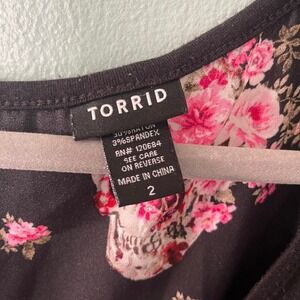 TORRID
3%SPANDEX
RN# 120684
SEE CARE
ON REVERSE
MADE IN CHINA
2